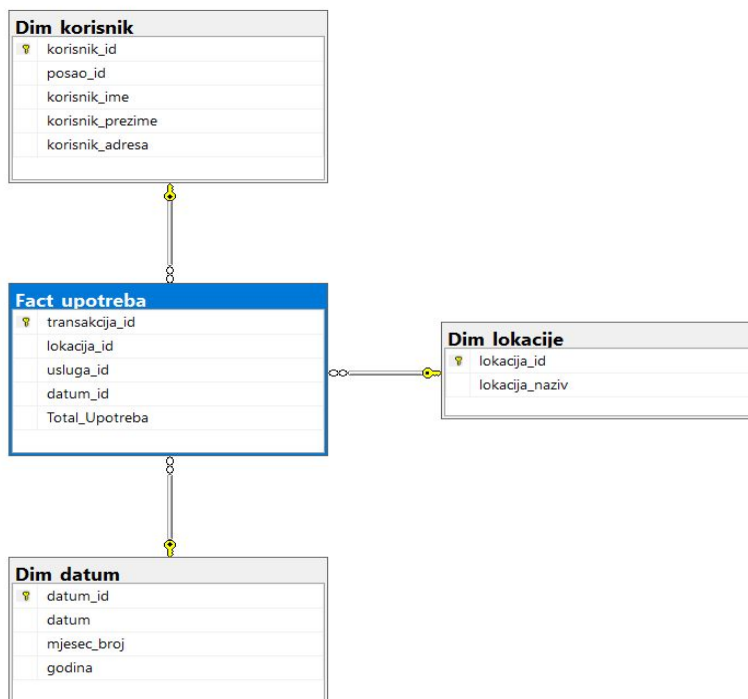 Dim korisnik
korisnik_id
posao_id
korisnik_ime
korisnik_prezime
korisnik_adresa
Fact upotreba
transakcija_id
lokacija_id
usluga_id
datum_id
Total_Upotreba
Dim lokacije
lokacija_id
lokacija_naziv
Dim datum
datum_id
datum
mjesec_broj
godina